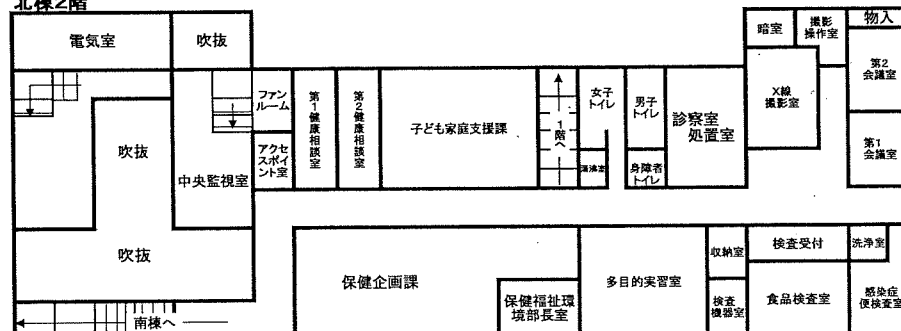 北棟2階
電気室
吹抜
暗室
撮影
操作室
物入
第2
会議室
ファン
ルーム
第1健康相談室
第2健康相談室
子ども家庭支援課
1階へ
女子
トイレ
男子
トイレ
診察室
処置室
X線
撮影室
吹抜
中央監視室
アクセ
スポイ
ント室
湯沸室
身障者
トイレ
第1
会議室
吹抜
保健企画課
保健福祉環
境部長室
多目的実習室
収納室
検査
機器室
検査受付
洗浄室
食品検査室
感染症
便検査室
南棟へ